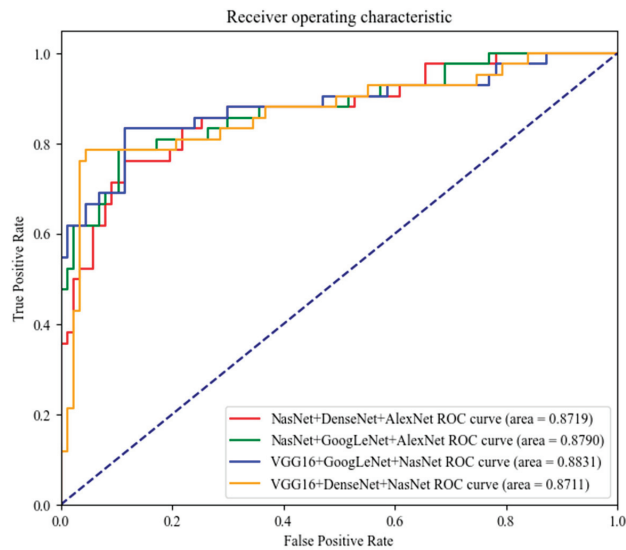 Receiver operating characteristic
True Positive Rate
1.0
0.8
0.6
0.4
0.2
0.0
NasNet+DenseNet+AlexNet ROC curve (area = 0.8719)
NasNet+GoogLeNet+AlexNet ROC curve (area = 0.8790)
VGG16+GoogLeNet+NasNet ROC curve (area = 0.8831)
VGG16+DenseNet+NasNet ROC curve (area = 0.8711)
0.0 0.2 0.4 0.6 0.8 1.0
False Positive Rate